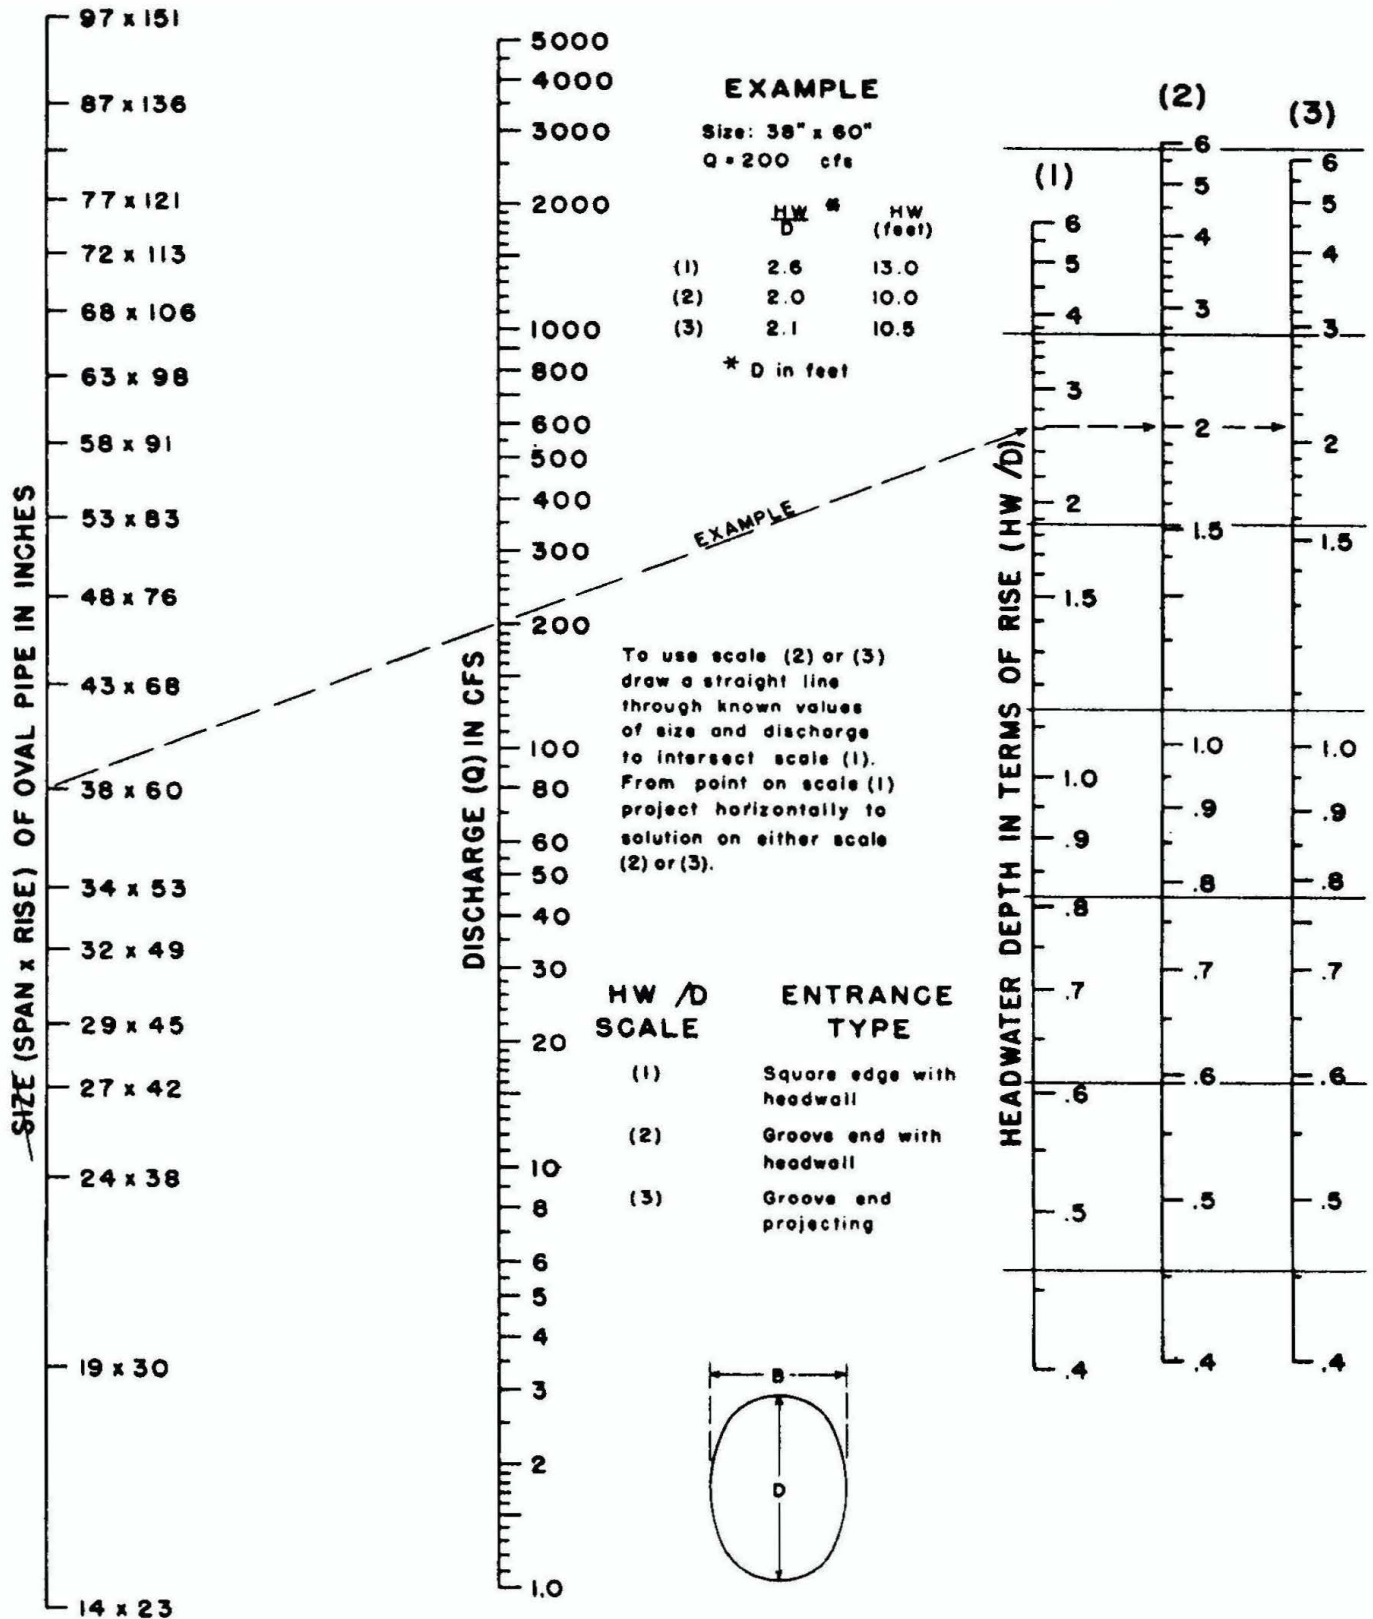 SIZE (SPAN x RISE) OF OVAL PIPE IN INCHES
97 x 151
87 x 136
77 x 121
72 x 113
68 x 106
63 x 98
58 x 91
53 x 83
48 x 76
43 x 68
38 x 60
34 x 53
32 x 49
29 x 45
27 x 42
24 x 38
19 x 30
14 x 23
DISCHARGE (Q) IN CFS
5000
4000
3000
2000
1000
800
600
500
400
300
200
100
80
60
50
40
30
20
10
8
6
5
4
3
2
1.0
EXAMPLE
EXAMPLE
Size: 38" x 60"
Q = 200 cfs
HW/D * HW (feet)
(1) 2.6 13.0
(2) 2.0 10.0
(3) 2.1 10.5
* D in feet
To use scale (2) or (3)
draw a straight line
through known values
of size and discharge
to intersect scale (1).
From point on scale (1)
project horizontally to
solution on either scale
(2) or (3).
HW /D ENTRANCE
SCALE TYPE
(1) Square edge with
headwall
(2) Groove end with
headwall
(3) Groove end
projecting
B
D
HEADWATER DEPTH IN TERMS OF RISE (HW /D)
(1)
6
5
4
3
2
1.5
1.0
.9
.8
.7
.6
.5
.4
(2)
6
5
4
3
2
1.5
1.0
.9
.8
.7
.6
.5
.4
(3)
6
5
4
3
2
1.5
1.0
.9
.8
.7
.6
.5
.4